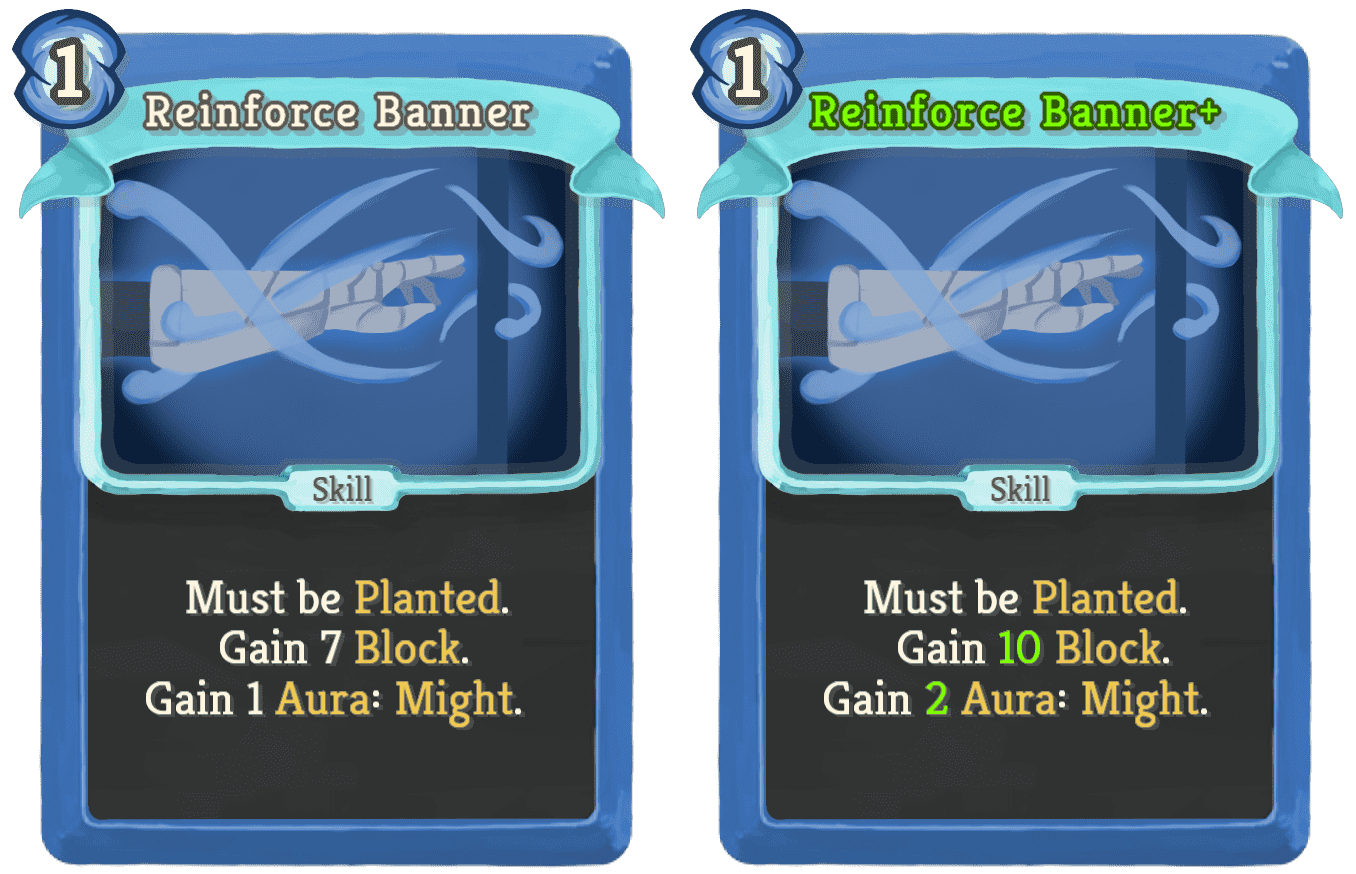 1
Reinforce Banner
Skill
Must be Planted.
Gain 7 Block.
Gain 1 Aura: Might.
1
Reinforce Banner+
Skill
Must be Planted.
Gain 10 Block.
Gain 2 Aura: Might.